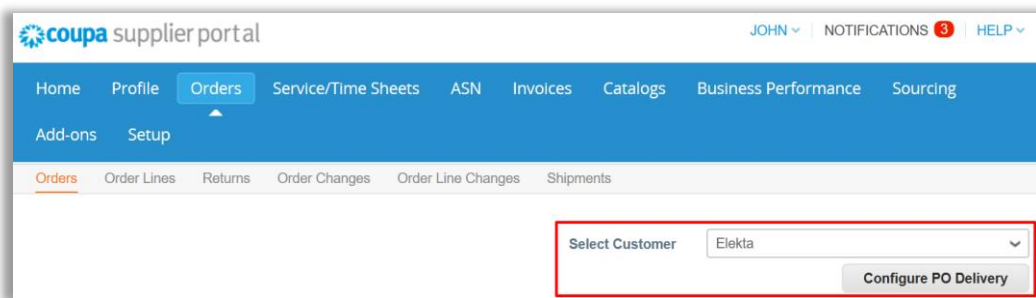 coupa supplier portal
JOHN NOTIFICATIONS 3 HELP
Home Profile Orders Service/Time Sheets ASN Invoices Catalogs Business Performance Sourcing
Add-ons Setup
Orders Order Lines Returns Order Changes Order Line Changes Shipments
Select Customer Elekta
Configure PO Delivery